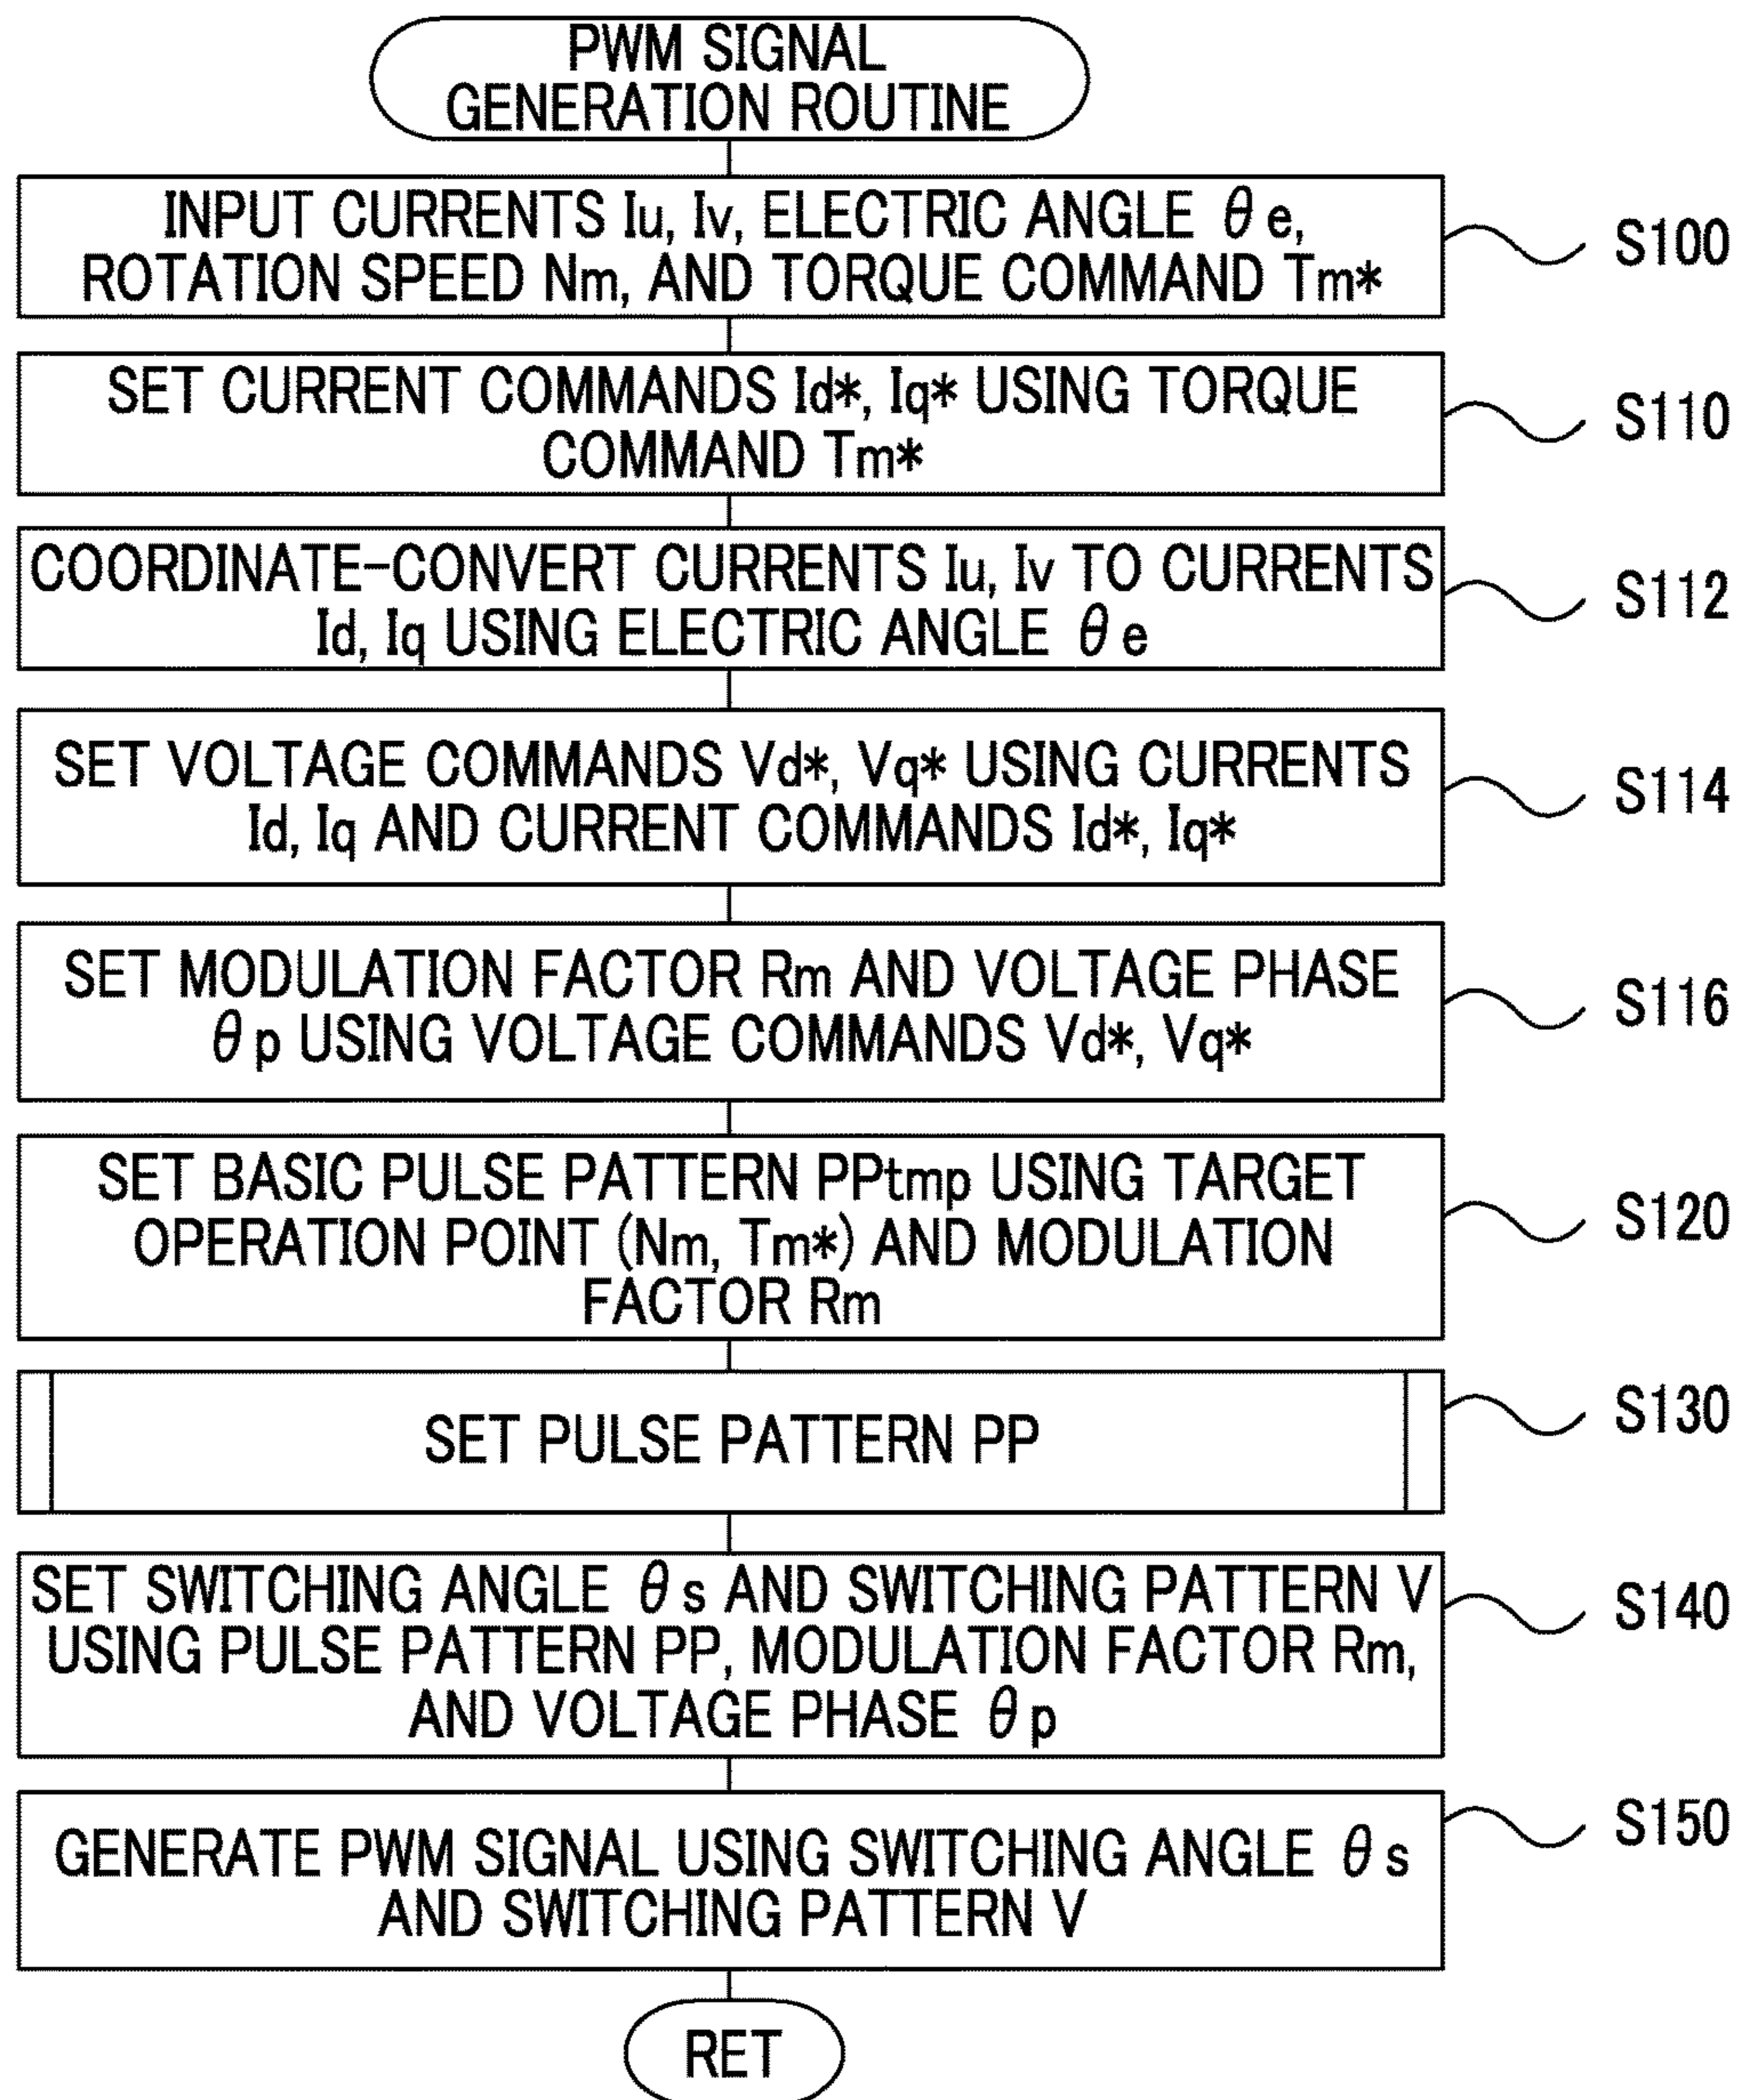 PWM SIGNAL
GENERATION ROUTINE
INPUT CURRENTS Iu, Iv, ELECTRIC ANGLE θe,
ROTATION SPEED Nm, AND TORQUE COMMAND Tm*
S100
SET CURRENT COMMANDS Id*, Iq* USING TORQUE
COMMAND Tm*
S110
COORDINATE-CONVERT CURRENTS Iu, Iv TO CURRENTS
Id, Iq USING ELECTRIC ANGLE θe
S112
SET VOLTAGE COMMANDS Vd*, Vq* USING CURRENTS
Id, Iq AND CURRENT COMMANDS Id*, Iq*
S114
SET MODULATION FACTOR Rm AND VOLTAGE PHASE
θp USING VOLTAGE COMMANDS Vd*, Vq*
S116
SET BASIC PULSE PATTERN PPtmp USING TARGET
OPERATION POINT (Nm, Tm*) AND MODULATION
FACTOR Rm
S120
SET PULSE PATTERN PP
S130
SET SWITCHING ANGLE θs AND SWITCHING PATTERN V
USING PULSE PATTERN PP, MODULATION FACTOR Rm,
AND VOLTAGE PHASE θp
S140
GENERATE PWM SIGNAL USING SWITCHING ANGLE θs
AND SWITCHING PATTERN V
S150
RET